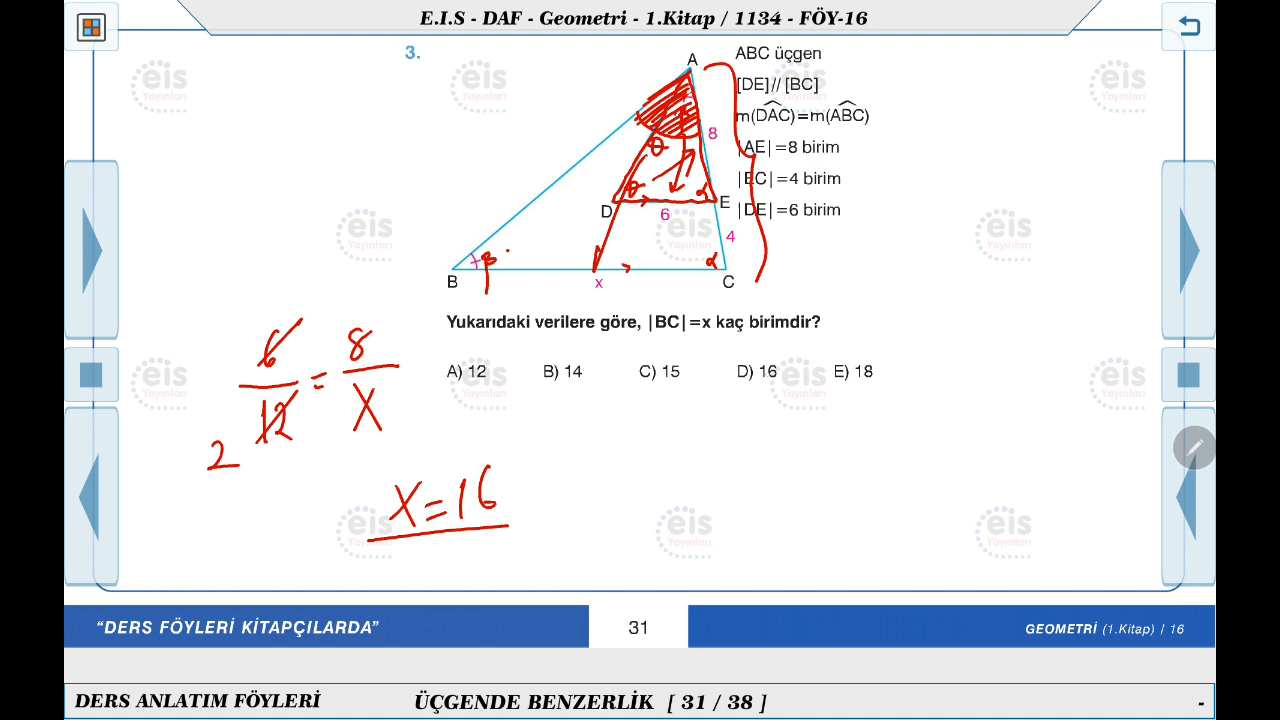 E.I.S - DAF - Geometri - 1.Kitap / 1134 - FÖY-16
3.
A
ABC üçgen
[DE]//[BC]
m(DAC)=m(ABC)
|AE|=8 birim
|EC|=4 birim
|DE|=6 birim
β
8
θ
θ
α
D
E
6
4
β
α
B
x
C
Yukarıdaki verilere göre, |BC|=x kaç birimdir?
A) 12 B) 14 C) 15 D) 16 E) 18
6/12 = 8/X
2
X=16
eis Yayınları
"DERS FÖYLERİ KİTAPÇILARDA"
31
GEOMETRİ (1.Kitap) / 16
DERS ANLATIM FÖYLERİ
ÜÇGENDE BENZERLİK [ 31 / 38 ]
-